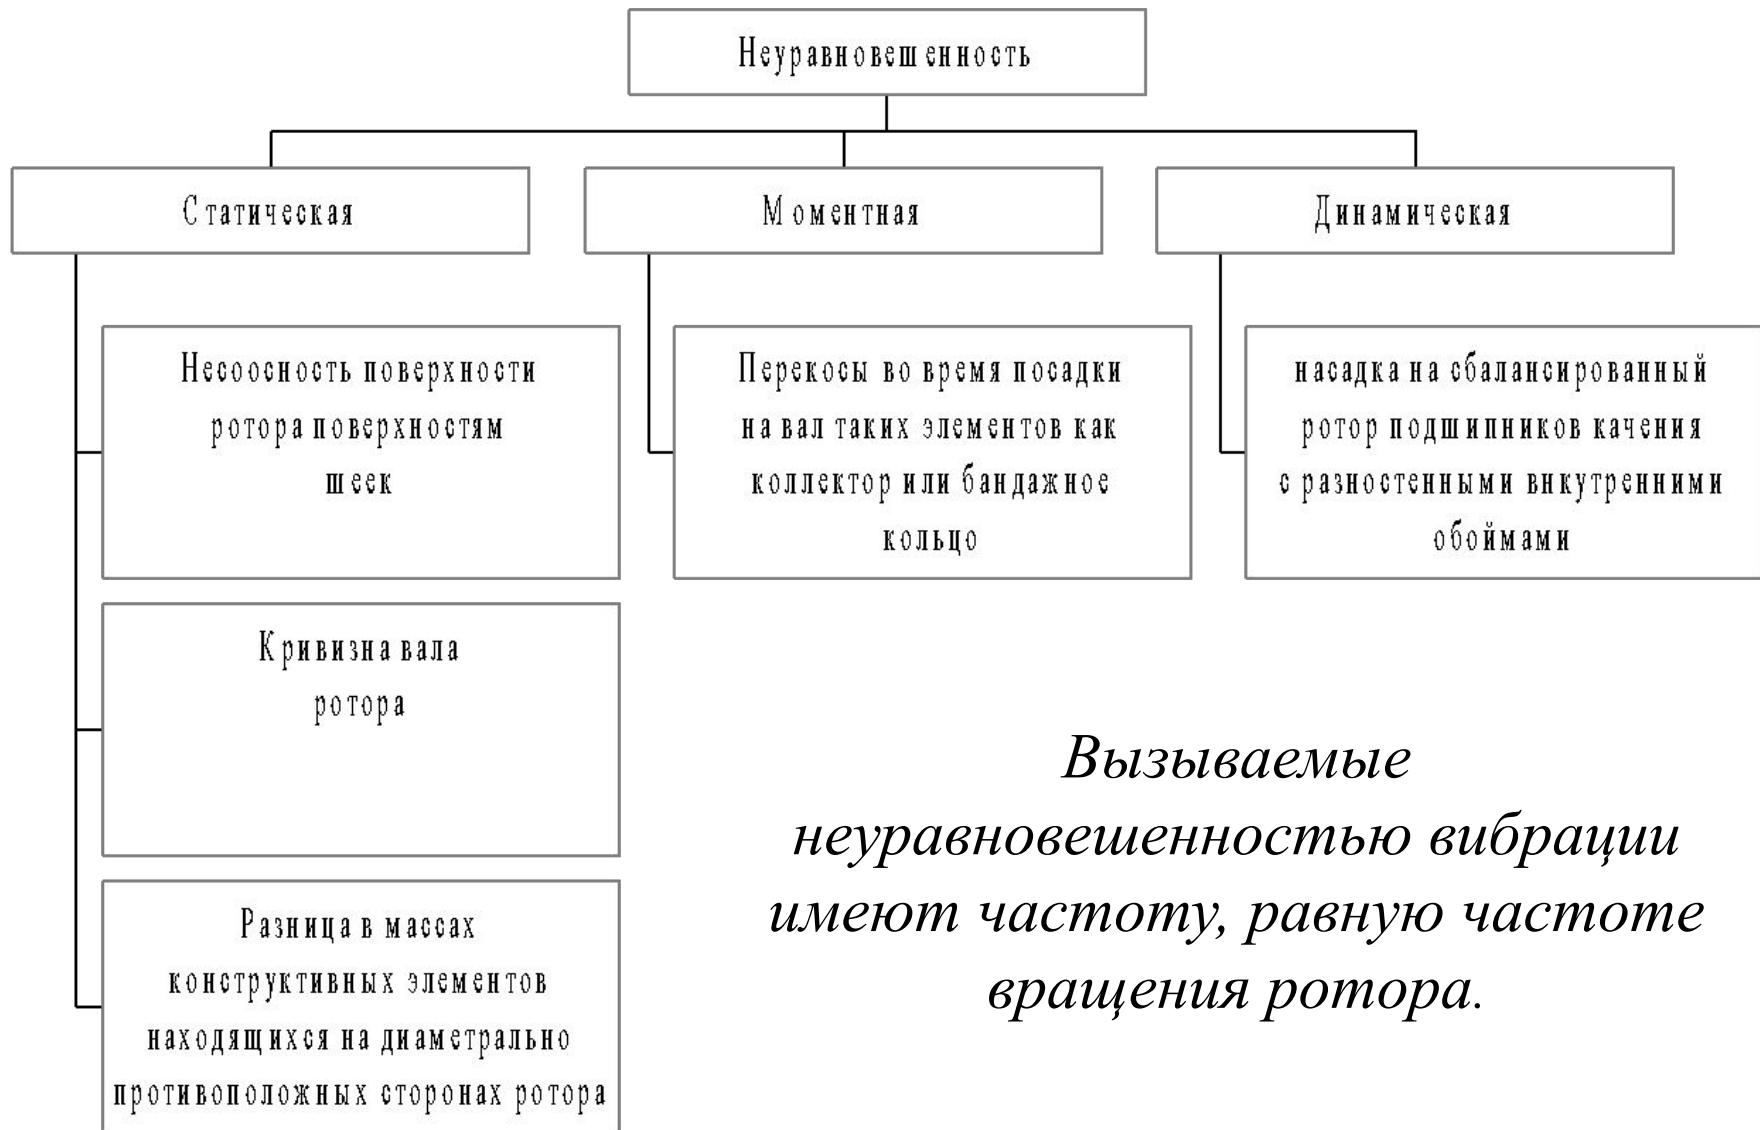 Неуравновешенность
Статическая
Моментная
Динамическая
Несоосность поверхности
ротора поверхностям
шеек
Кривизна вала
ротора
Разница в массах
конструктивных элементов
находящихся на диаметрально
противоположных сторонах ротора
Перекосы во время посадки
на вал таких элементов как
коллектор или бандажное
кольцо
насадка на сбалансированный
ротор подшипников качения
с разностенными внкутренними
обоймами
Вызываемые
неуравновешенностью вибрации
имеют частоту, равную частоте
вращения ротора.